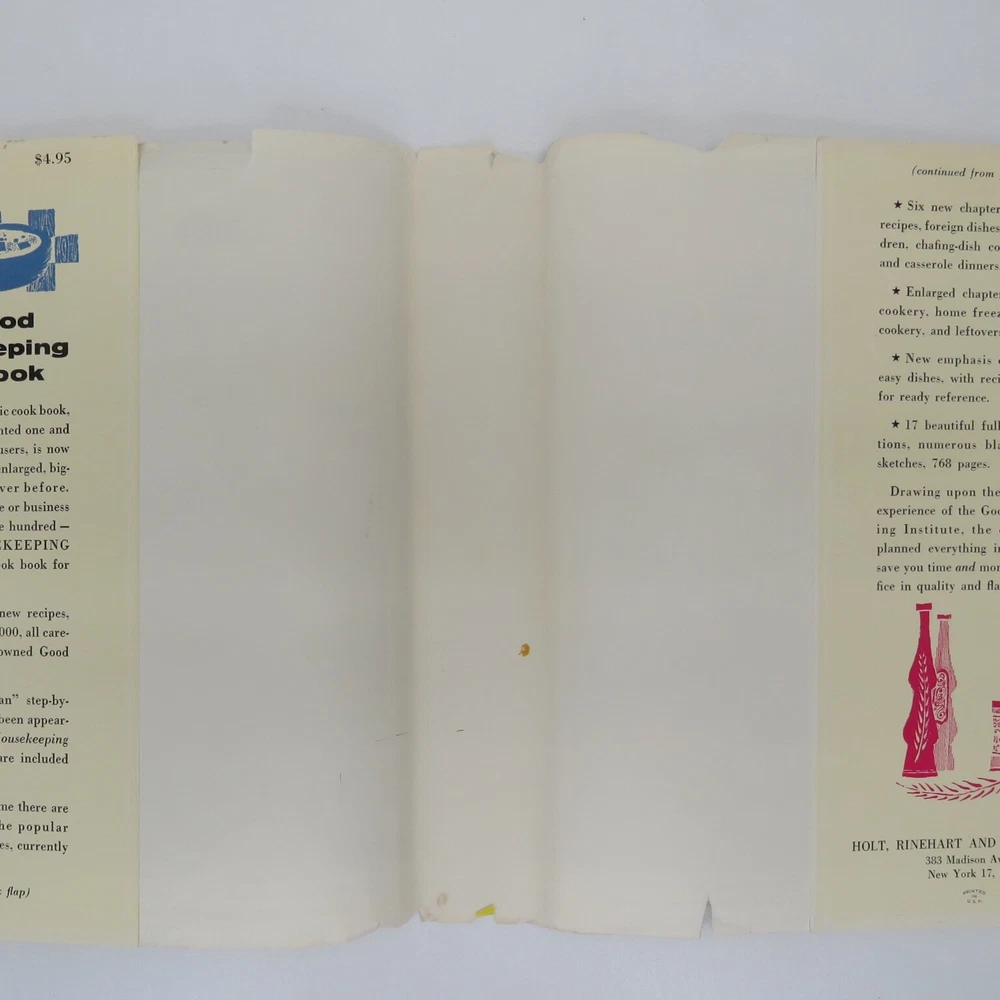 $4.95
od
eping
ook
ic cook book,
nted one and
users, is now
nlarged, big-
ver before.
e or business
e hundred —
KEEPING
ok book for
new recipes,
000, all care-
owned Good
an" step-by-
been appear-
ousekeeping
are included
me there are
he popular
es, currently
flap)
(continued from
★ Six new chapter
recipes, foreign dishes
dren, chafing-dish co
and casserole dinners
★ Enlarged chapte
cookery, home freez
cookery, and leftovers
★ New emphasis
easy dishes, with reci
for ready reference.
★ 17 beautiful full
tions, numerous bla
sketches, 768 pages.
Drawing upon the
experience of the Goo
ing Institute, the
planned everything i
save you time and mon
fice in quality and fla
HOLT, RINEHART AND
383 Madison Av
New York 17,
PRINTED
IN
U.S.A.